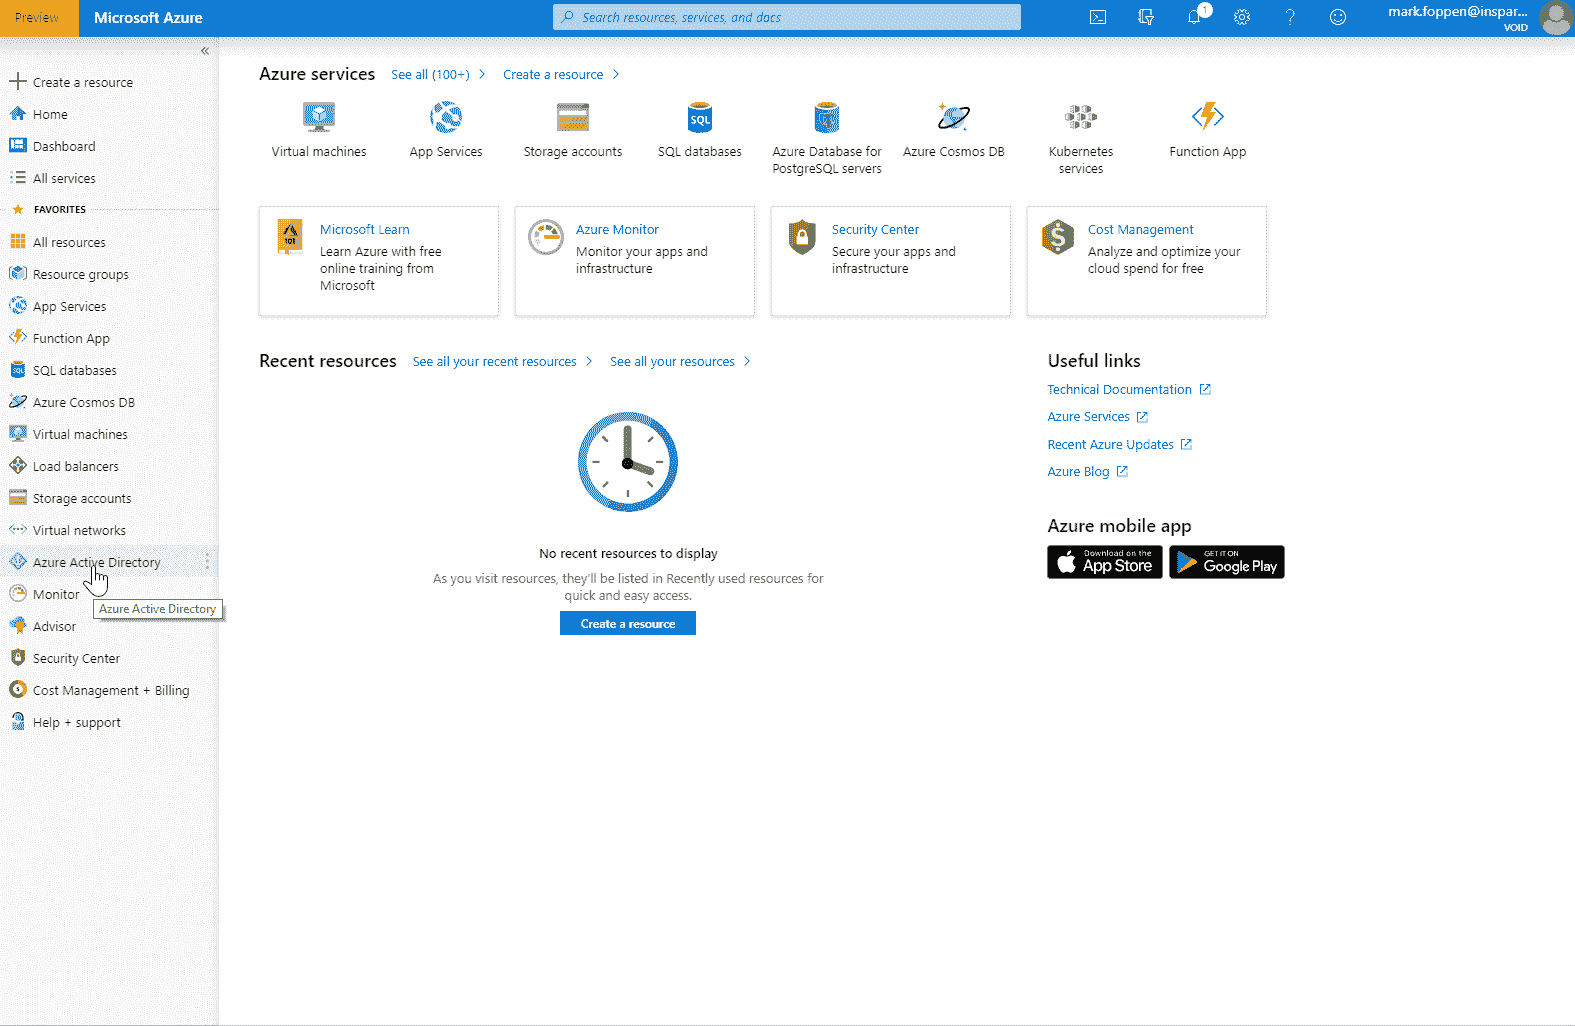 Preview
Microsoft Azure
Search resources, services, and docs
1
mark.foppen@inspar...
VOID
«
Create a resource
Home
Dashboard
All services
FAVORITES
All resources
Resource groups
App Services
Function App
SQL databases
Azure Cosmos DB
Virtual machines
Load balancers
Storage accounts
Virtual networks
Azure Active Directory
Monitor
Azure Active Directory
Advisor
Security Center
Cost Management + Billing
Help + support
Azure services
See all (100+)
Create a resource
Virtual machines
App Services
Storage accounts
SQL
SQL databases
Azure Database for
PostgreSQL servers
Azure Cosmos DB
Kubernetes
services
Function App
Microsoft Learn
Learn Azure with free
online training from
Microsoft
Azure Monitor
Monitor your apps and
infrastructure
Security Center
Secure your apps and
infrastructure
Cost Management
Analyze and optimize your
cloud spend for free
Recent resources
See all your recent resources
See all your resources
No recent resources to display
As you visit resources, they'll be listed in Recently used resources for
quick and easy access.
Create a resource
Useful links
Technical Documentation
Azure Services
Recent Azure Updates
Azure Blog
Azure mobile app
Download on the
App Store
GET IT ON
Google Play